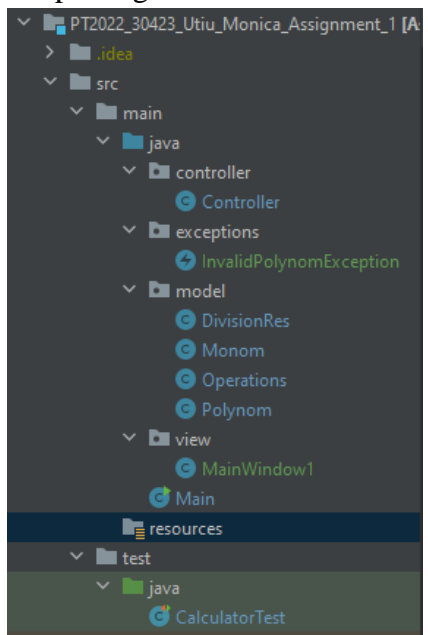 PT2022_30423_Utiu_Monica_Assignment_1 [A
.idea
src
main
java
controller
Controller
exceptions
InvalidPolynomException
model
DivisionRes
Monom
Operations
Polynom
view
MainWindow1
Main
resources
test
java
CalculatorTest